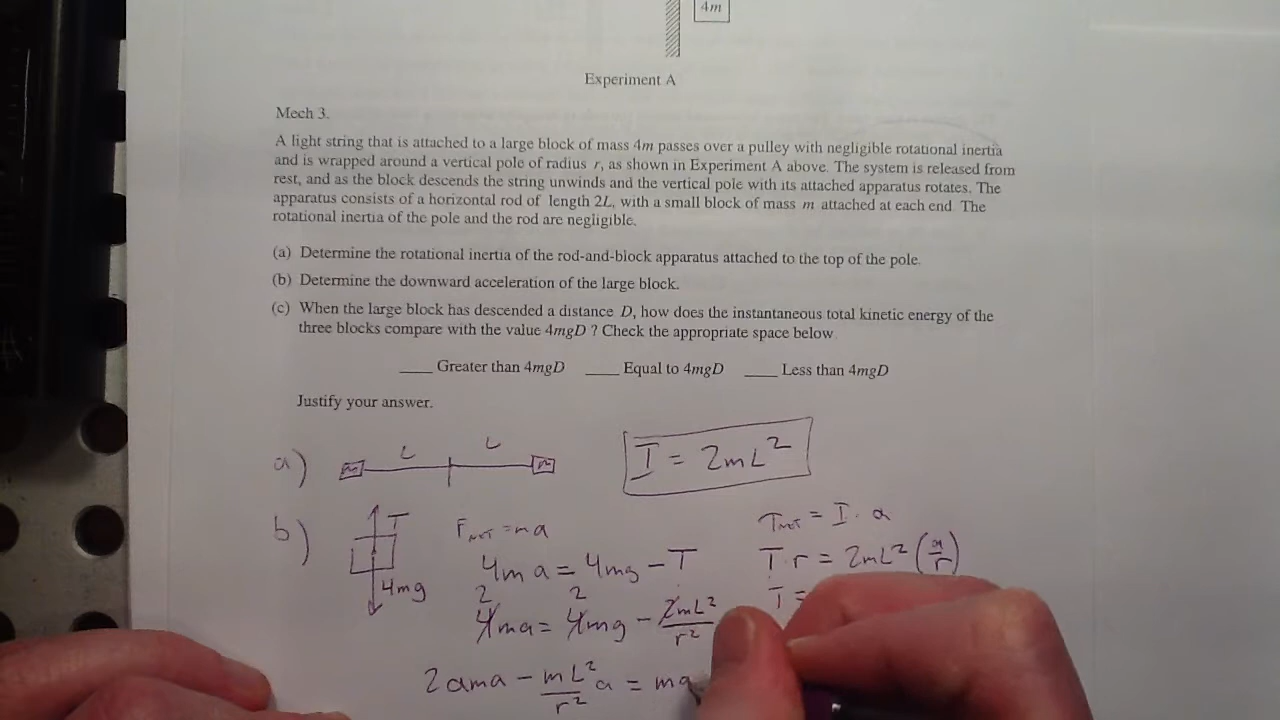 4m
Experiment A
Mech 3.
A light string that is attached to a large block of mass 4m passes over a pulley with negligible rotational inertia
and is wrapped around a vertical pole of radius r, as shown in Experiment A above. The system is released from
rest, and as the block descends the string unwinds and the vertical pole with its attached apparatus rotates. The
apparatus consists of a horizontal rod of length 2L, with a small block of mass m attached at each end. The
rotational inertia of the pole and the rod are negligible.
(a) Determine the rotational inertia of the rod-and-block apparatus attached to the top of the pole.
(b) Determine the downward acceleration of the large block.
(c) When the large block has descended a distance D, how does the instantaneous total kinetic energy of the
three blocks compare with the value 4mgD ? Check the appropriate space below
____ Greater than 4mgD ____ Equal to 4mgD ____ Less than 4mgD
Justify your answer.
a) m L L m I = 2mL²
b) T 4mg
F_NET = ma
4ma = 4mg - T
2 2
4ma = 4mg - 2mL²/r²
2ama - mL²/r² a = mg
τ_NET = I · α
T·r = 2mL² (a/r)
T =